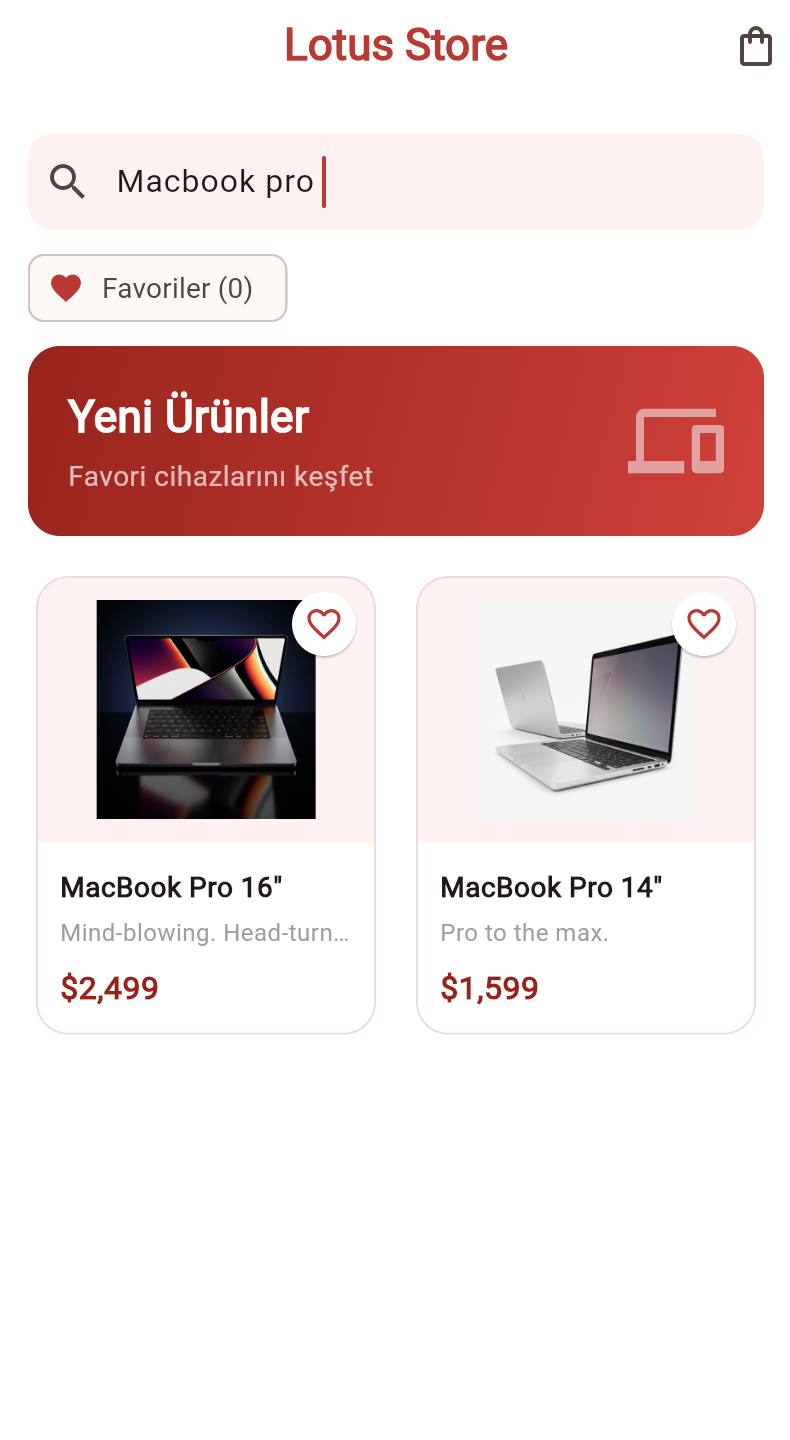 Lotus Store
Macbook pro
Favoriler (0)
Yeni Ürünler
Favori cihazlarını keşfet
MacBook Pro 16"
Mind-blowing. Head-turn…
$2,499
MacBook Pro 14"
Pro to the max.
$1,599